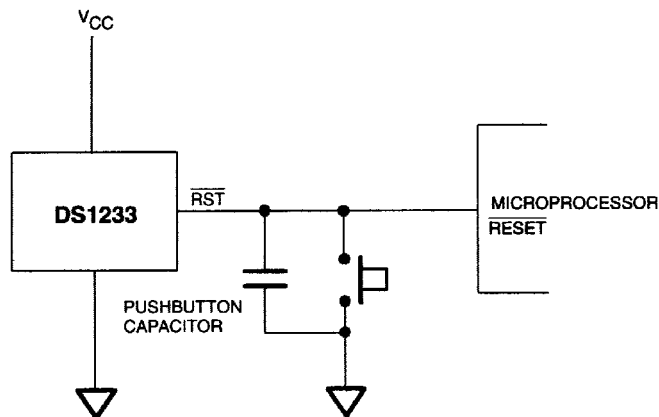 VCC
DS1233
RST
MICROPROCESSOR
RESET
PUSHBUTTON
CAPACITOR